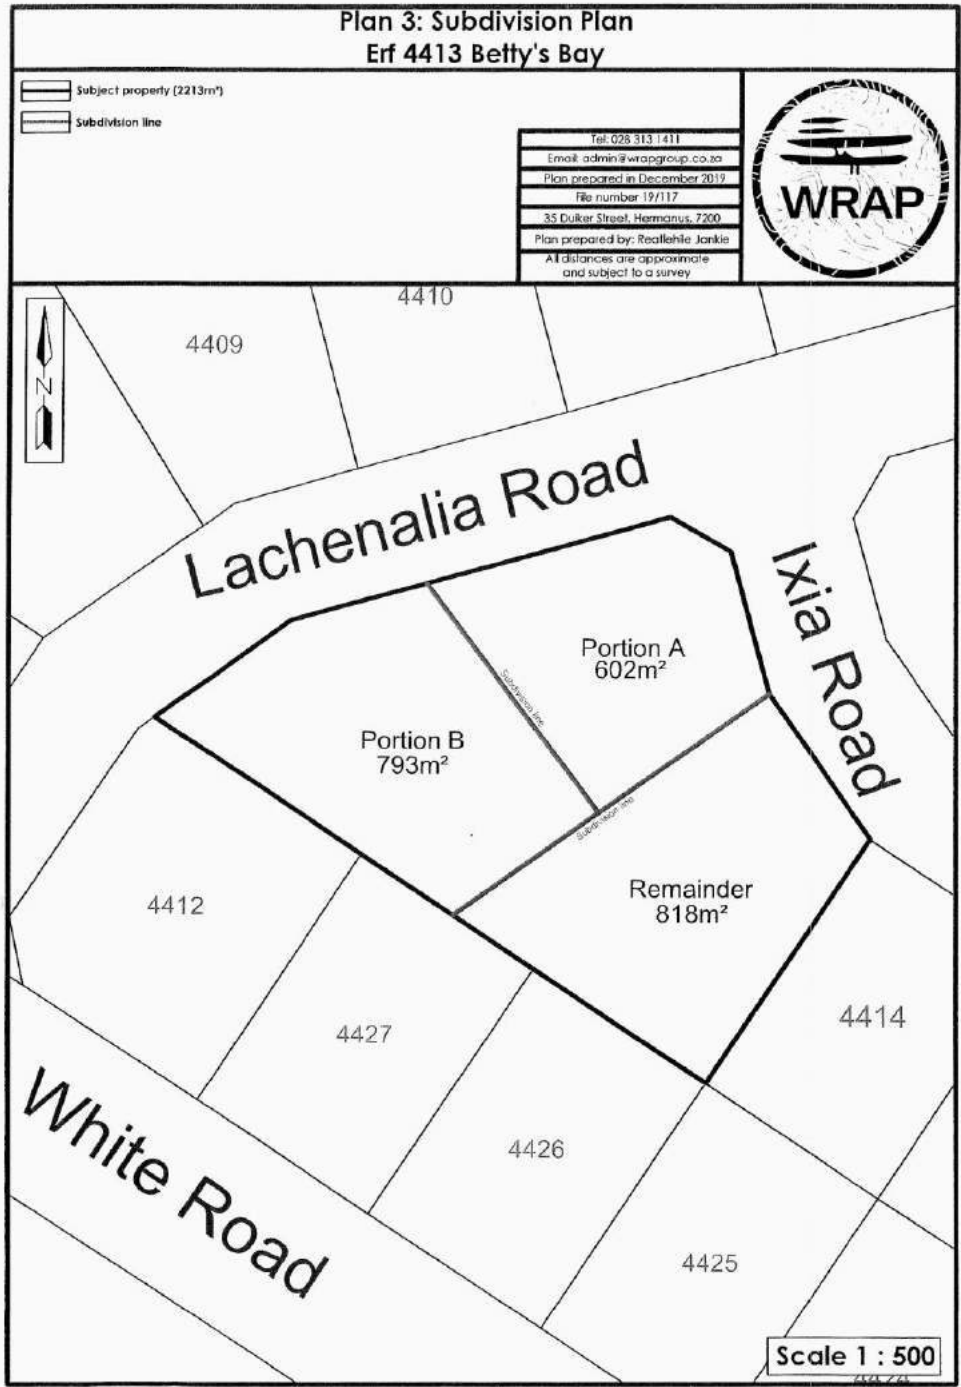 Plan 3: Subdivision Plan
Erf 4413 Betty's Bay
Subject property (2213m²)
Subdivision line
Tel: 028 313 1411
Email: admin@wrapgroup.co.za
Plan prepared in December 2019
File number 19/117
35 Duiker Street, Hermanus, 7200
Plan prepared by: Reatlehile Jankie
All distances are approximate
and subject to a survey
WRAP
4410
4409
N
Lachenalia Road
Ixia Road
Portion A
602m²
Subdivision line
Portion B
793m²
Subdivision line
Remainder
818m²
4412
4414
4427
White Road
4426
4425
Scale 1 : 500
4424